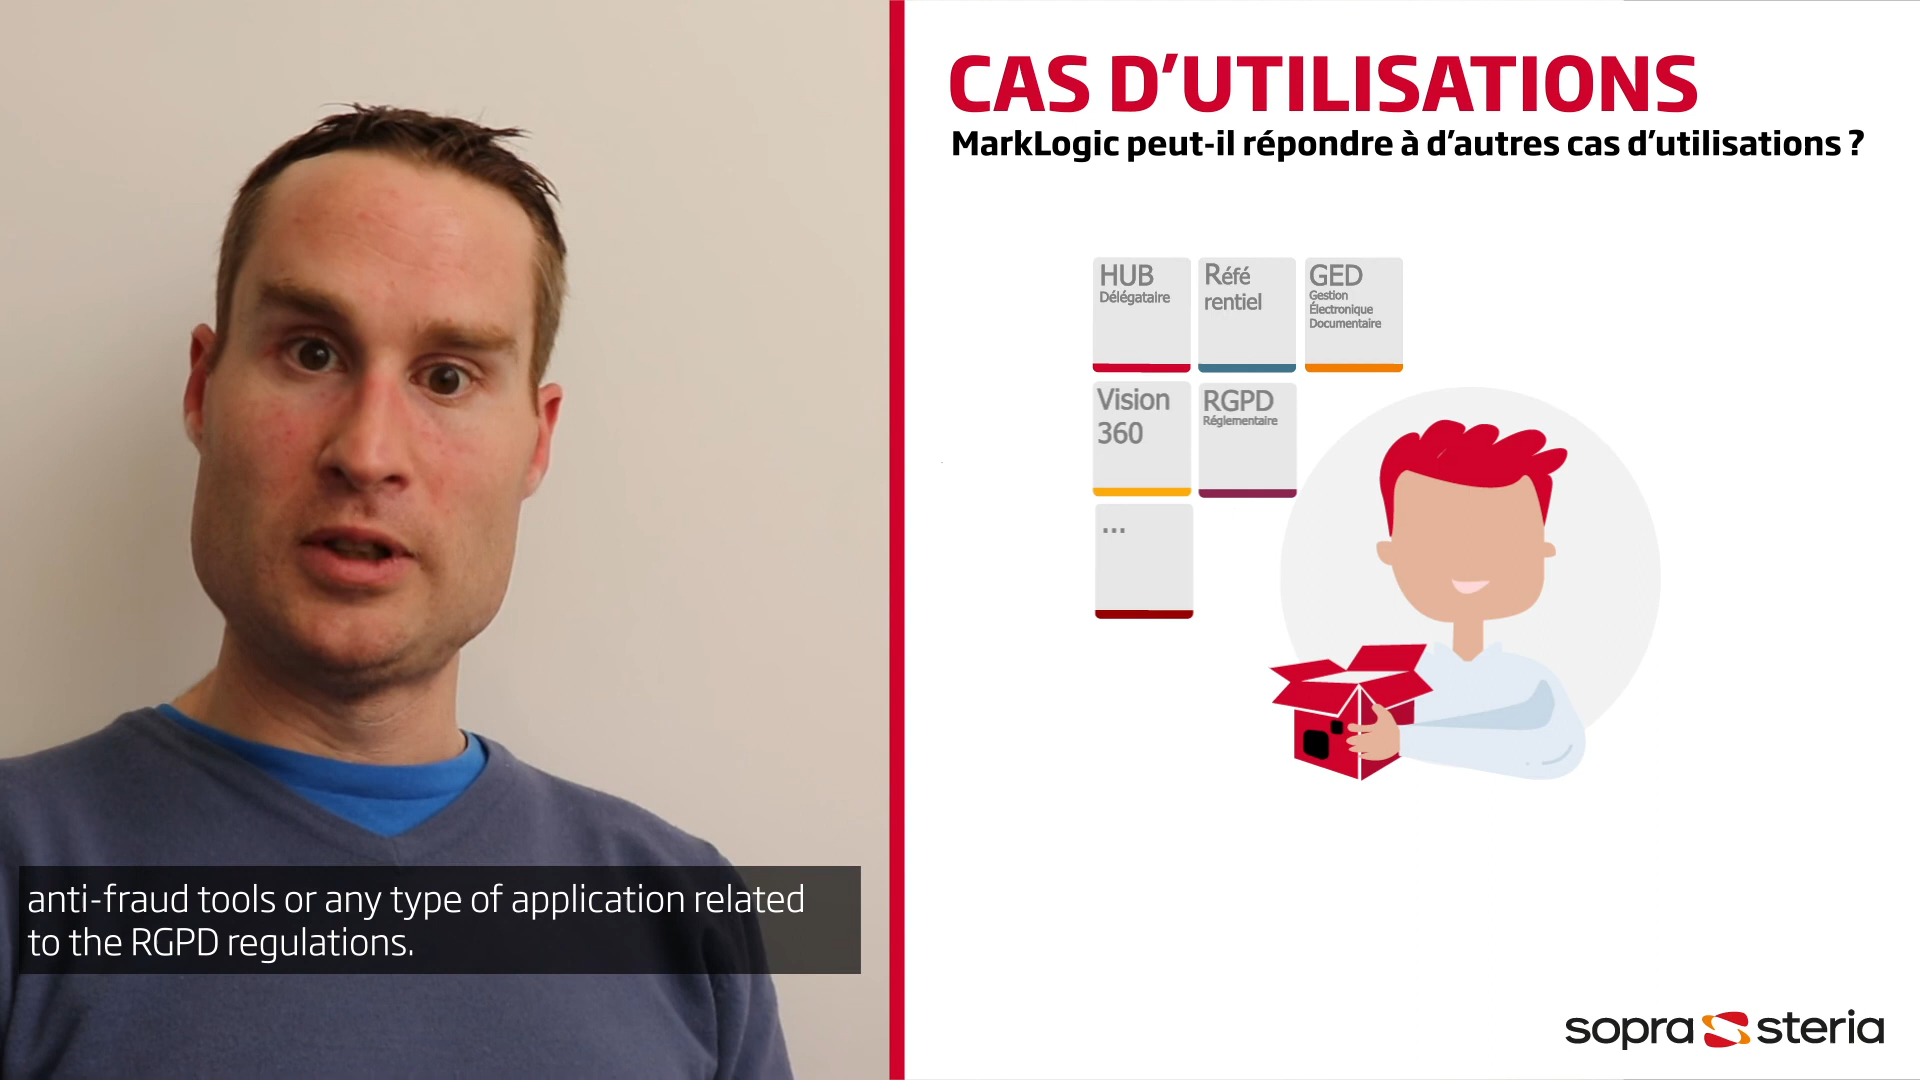 CAS D’UTILISATIONS
MarkLogic peut-il répondre à d’autres cas d’utilisations ?
HUB
Délégataire
Réfé
rentiel
GED
Gestion
Électronique
Documentaire
Vision
360
RGPD
Réglementaire
...
anti-fraud tools or any type of application related
to the RGPD regulations.
sopra steria